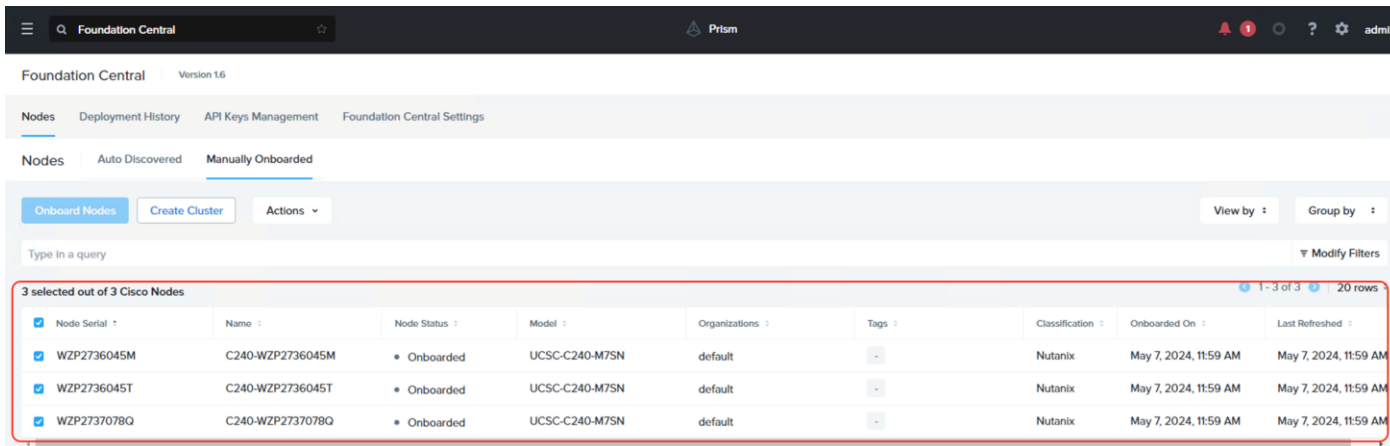 Foundation Central
Prism
1
?
admi
Foundation Central Version 1.6
Nodes Deployment History API Keys Management Foundation Central Settings
Nodes Auto Discovered Manually Onboarded
Onboard Nodes Create Cluster Actions View by Group by
Type in a query Modify Filters
3 selected out of 3 Cisco Nodes 1 - 3 of 3 20 rows
Node Serial Name Node Status Model Organizations Tags Classification Onboarded On Last Refreshed
WZP2736045M C240-WZP2736045M Onboarded UCSC-C240-M7SN default - Nutanix May 7, 2024, 11:59 AM May 7, 2024, 11:59 AM
WZP2736045T C240-WZP2736045T Onboarded UCSC-C240-M7SN default - Nutanix May 7, 2024, 11:59 AM May 7, 2024, 11:59 AM
WZP2737078Q C240-WZP2737078Q Onboarded UCSC-C240-M7SN default - Nutanix May 7, 2024, 11:59 AM May 7, 2024, 11:59 AM